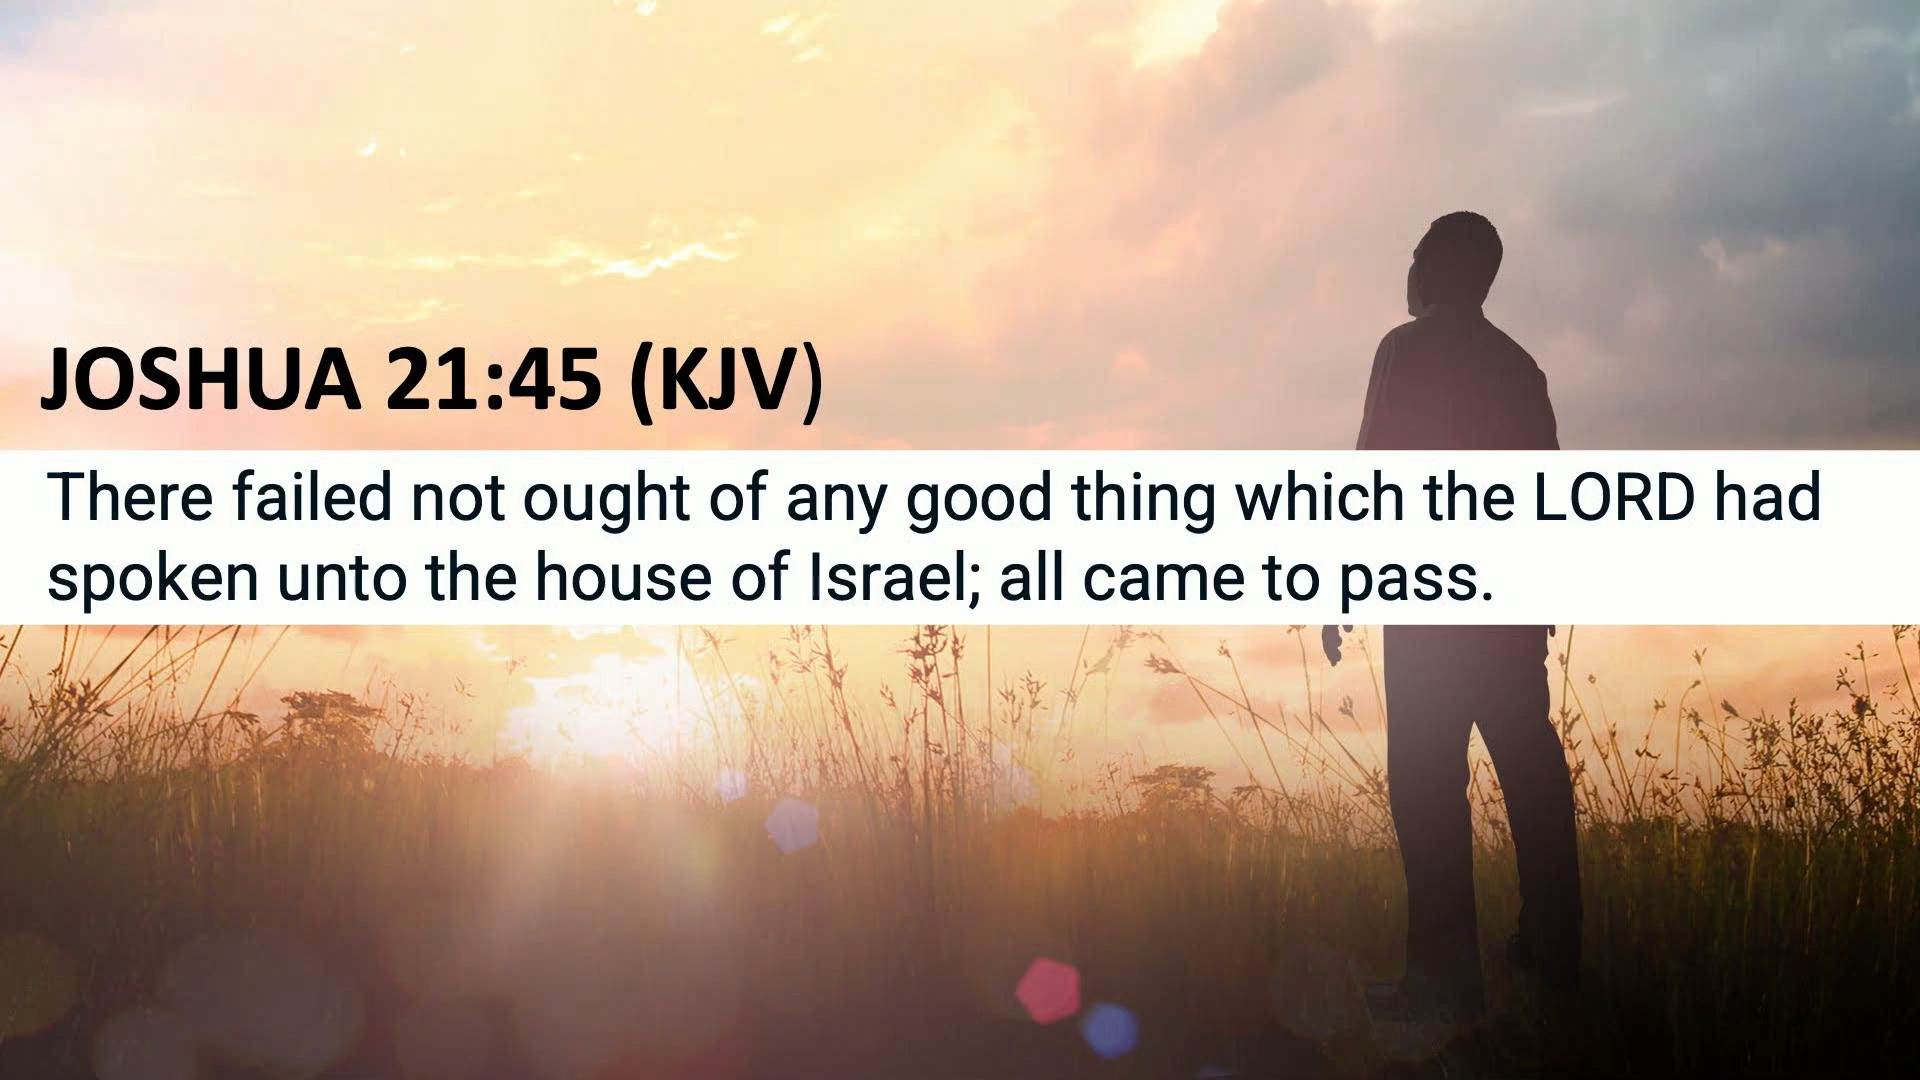 JOSHUA 21:45 (KJV)
There failed not ought of any good thing which the LORD had
spoken unto the house of Israel; all came to pass.